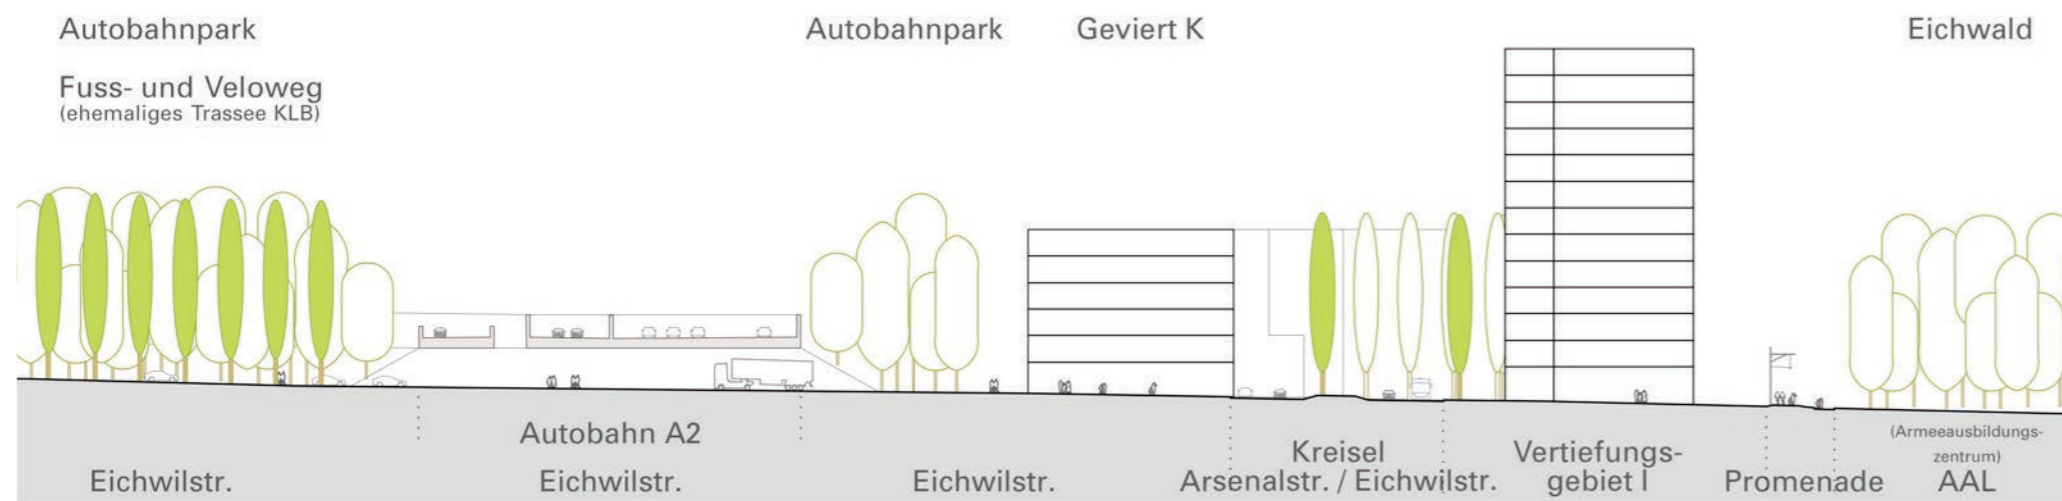 Autobahnpark
Fuss- und Veloweg
(ehemaliges Trassee KLB)
Autobahnpark
Geviert K
Eichwald
Eichwilstr.
Autobahn A2
Eichwilstr.
Eichwilstr.
Kreisel
Arsenalstr. / Eichwilstr.
Vertiefungs-
gebiet I
Promenade
(Armeeausbildungs-
zentrum)
AAL